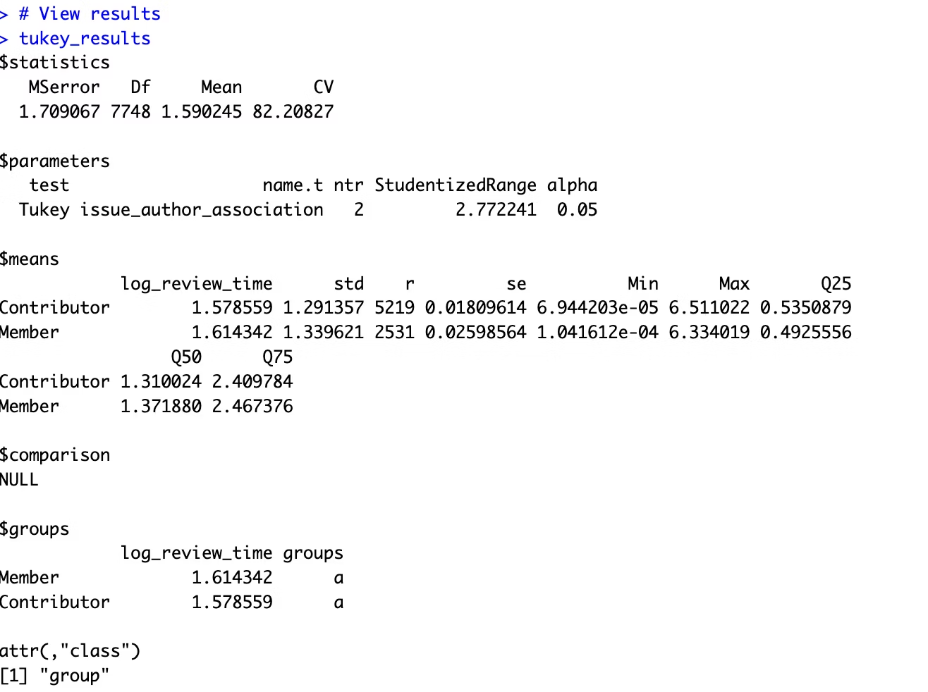 > # View results
> tukey_results
$statistics
   MSerror   Df     Mean       CV
  1.709067 7748 1.590245 82.20827

$parameters
   test                   name.t ntr StudentizedRange alpha
  Tukey issue_author_association   2         2.772241  0.05

$means
            log_review_time      std    r         se          Min      Max       Q25
Contributor        1.578559 1.291357 5219 0.01809614 6.944203e-05 6.511022 0.5350879
Member             1.614342 1.339621 2531 0.02598564 1.041612e-04 6.334019 0.4925556
                 Q50      Q75
Contributor 1.310024 2.409784
Member      1.371880 2.467376

$comparison
NULL

$groups
            log_review_time groups
Member             1.614342      a
Contributor        1.578559      a

attr(,"class")
[1] "group"